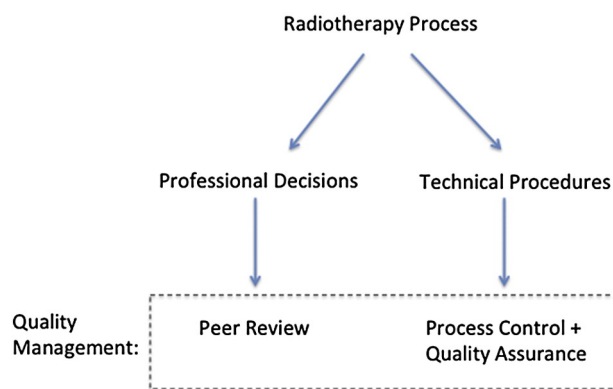 Radiotherapy Process
Professional Decisions
Technical Procedures
Quality
Management:
Peer Review
Process Control +
Quality Assurance